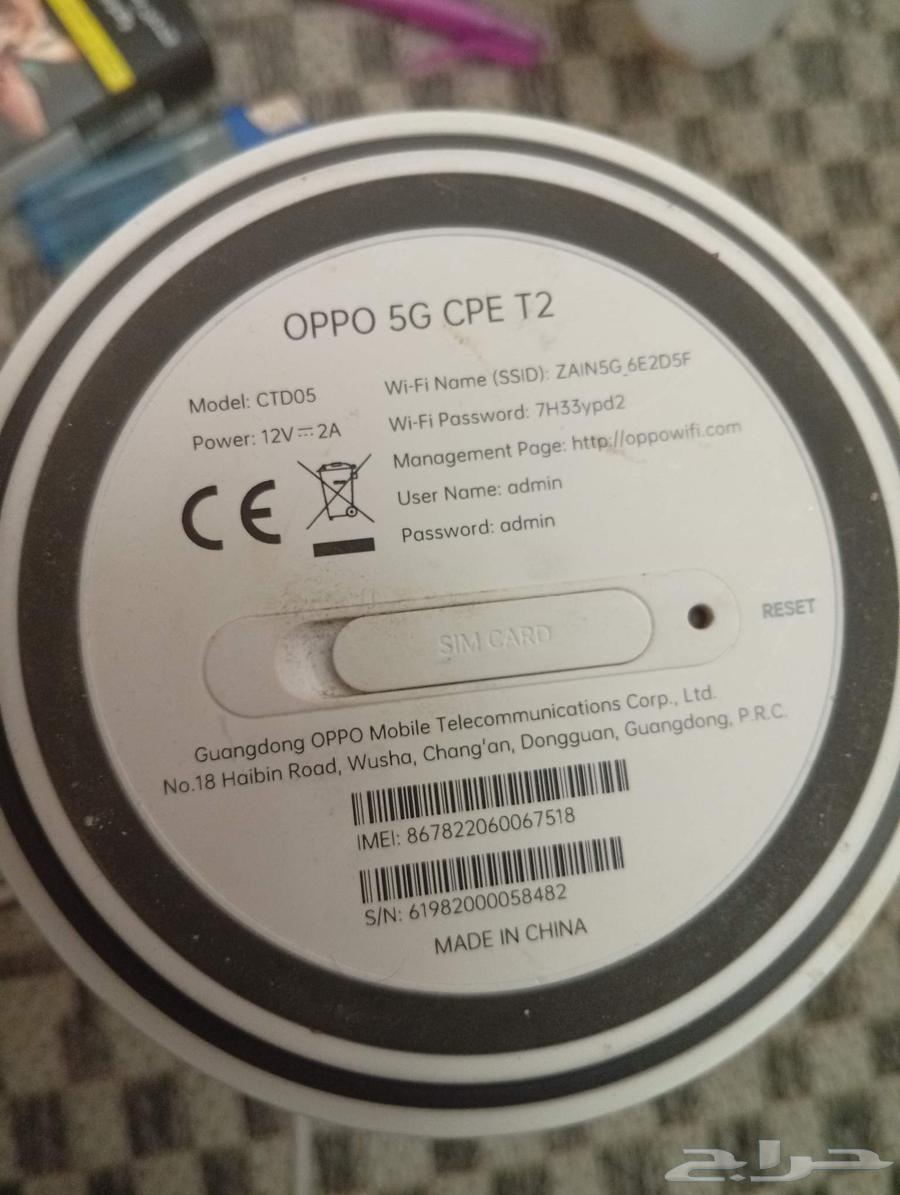 OPPO 5G CPE T2
Model: CTD05
Power: 12V⎓2A
Wi-Fi Name (SSID): ZAIN5G_6E2D5F
Wi-Fi Password: 7H33ypd2
Management Page: http://oppowifi.com
User Name: admin
Password: admin
CE
SIM CARD
RESET
Guangdong OPPO Mobile Telecommunications Corp., Ltd.
No.18 Haibin Road, Wusha, Chang'an, Dongguan, Guangdong, P.R.C.
IMEI: 867822060067518
S/N: 61982000058482
MADE IN CHINA
حراج